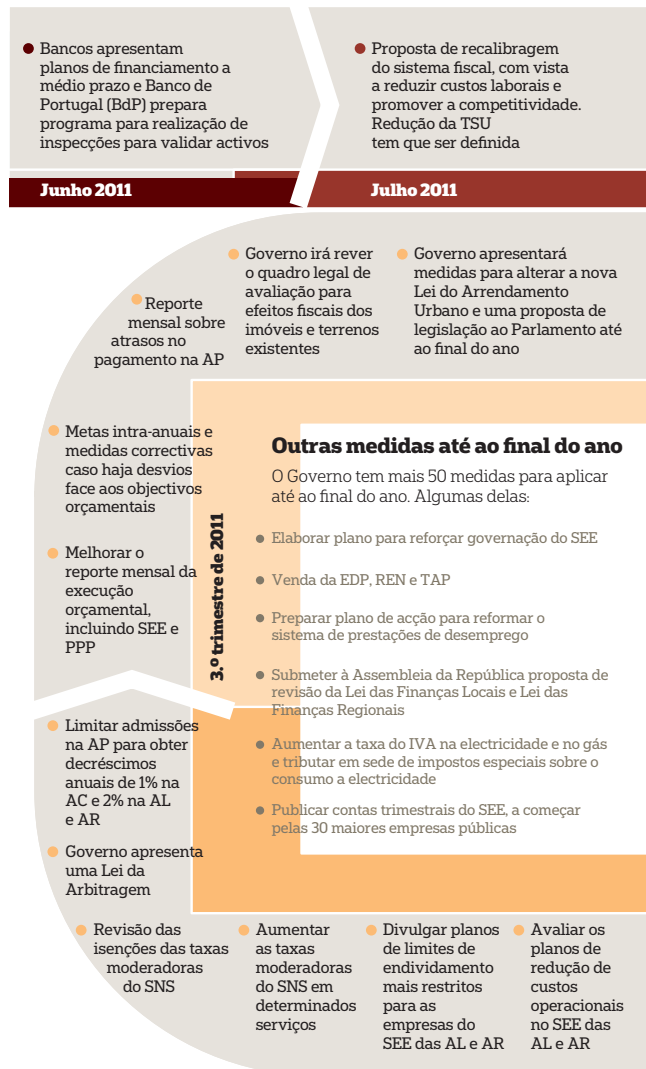 Bancos apresentam
planos de financiamento a
médio prazo e Banco de
Portugal (BdP) prepara
programa para realização de
inspecções para validar activos
Proposta de recalibragem
do sistema fiscal, com vista
a reduzir custos laborais e
promover a competitividade.
Redução da TSU
tem que ser definida
Junho 2011
Julho 2011
Governo apresentará
medidas para alterar a nova
Lei do Arrendamento
Urbano e uma proposta de
legislação ao Parlamento até
ao final do ano
Governo irá rever
o quadro legal de
avaliação para
efeitos fiscais dos
imóveis e terrenos
existentes
Reporte
mensal sobre
atrasos no
pagamento na AP
Metas intra-anuais e
medidas correctivas
caso haja desvios
face aos objectivos
orçamentais
Melhorar o
reporte mensal da
execução
orçamental,
incluindo SEE e
PPP
3.º trimestre de 2011
Limitar admissões
na AP para obter
decréscimos
anuais de 1% na
AC e 2% na AL
e AR
Governo apresenta
uma Lei da
Arbitragem
Revisão das
isenções das taxas
moderadoras
do SNS
Aumentar
as taxas
moderadoras
do SNS em
determinados
serviços
Divulgar planos
de limites de
endividamento
mais restritos
para as
empresas do
SEE das AL e AR
Avaliar os
planos de
redução de
custos
operacionais
no SEE das
AL e AR
Outras medidas até ao final do ano
O Governo tem mais 50 medidas para aplicar
até ao final do ano. Algumas delas:
Elaborar plano para reforçar governação do SEE
Venda da EDP, REN e TAP
Preparar plano de acção para reformar o
sistema de prestações de desemprego
Submeter à Assembleia da República proposta de
revisão da Lei das Finanças Locais e Lei das
Finanças Regionais
Aumentar a taxa do IVA na electricidade e no gás
e tributar em sede de impostos especiais sobre o
consumo a electricidade
Publicar contas trimestrais do SEE, a começar
pelas 30 maiores empresas públicas